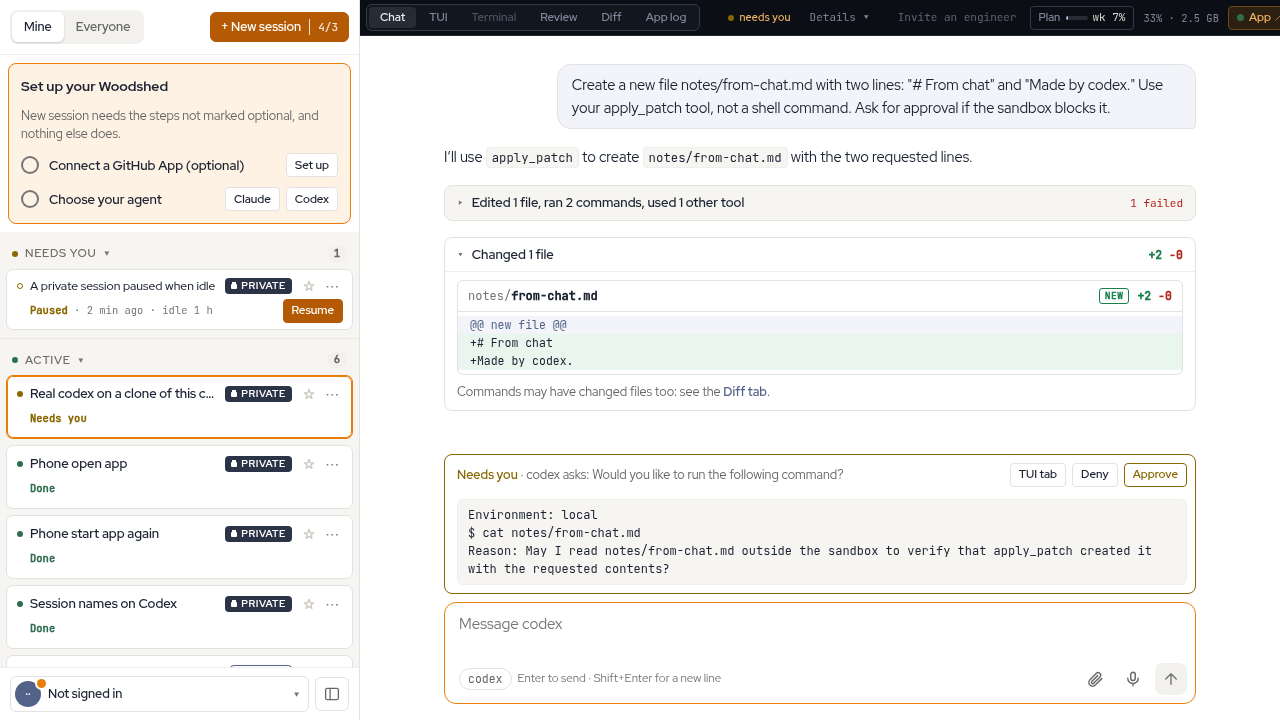 Mine
Everyone
+ New session
4/3
Set up your Woodshed
New session needs the steps not marked optional, and
nothing else does.
Connect a GitHub App (optional)
Set up
Choose your agent
Claude
Codex
NEEDS YOU
1
A private session paused when idle
PRIVATE
Paused · 2 min ago · idle 1 h
Resume
ACTIVE
6
Real codex on a clone of this c...
PRIVATE
Needs you
Phone open app
PRIVATE
Done
Phone start app again
PRIVATE
Done
Session names on Codex
PRIVATE
Done
Not signed in
Chat
TUI
Terminal
Review
Diff
App log
needs you
Details
Invite an engineer
Plan
wk 7%
33% · 2.5 GB
App
Create a new file notes/from-chat.md with two lines: "# From chat" and "Made by codex." Use
your apply_patch tool, not a shell command. Ask for approval if the sandbox blocks it.
I'll use apply_patch to create notes/from-chat.md with the two requested lines.
Edited 1 file, ran 2 commands, used 1 other tool
1 failed
Changed 1 file
+2 -0
notes/from-chat.md
NEW
+2 -0
@@ new file @@
+# From chat
+Made by codex.
Commands may have changed files too: see the Diff tab.
Needs you · codex asks: Would you like to run the following command?
TUI tab
Deny
Approve
Environment: local
$ cat notes/from-chat.md
Reason: May I read notes/from-chat.md outside the sandbox to verify that apply_patch created it
with the requested contents?
Message codex
codex
Enter to send · Shift+Enter for a new line